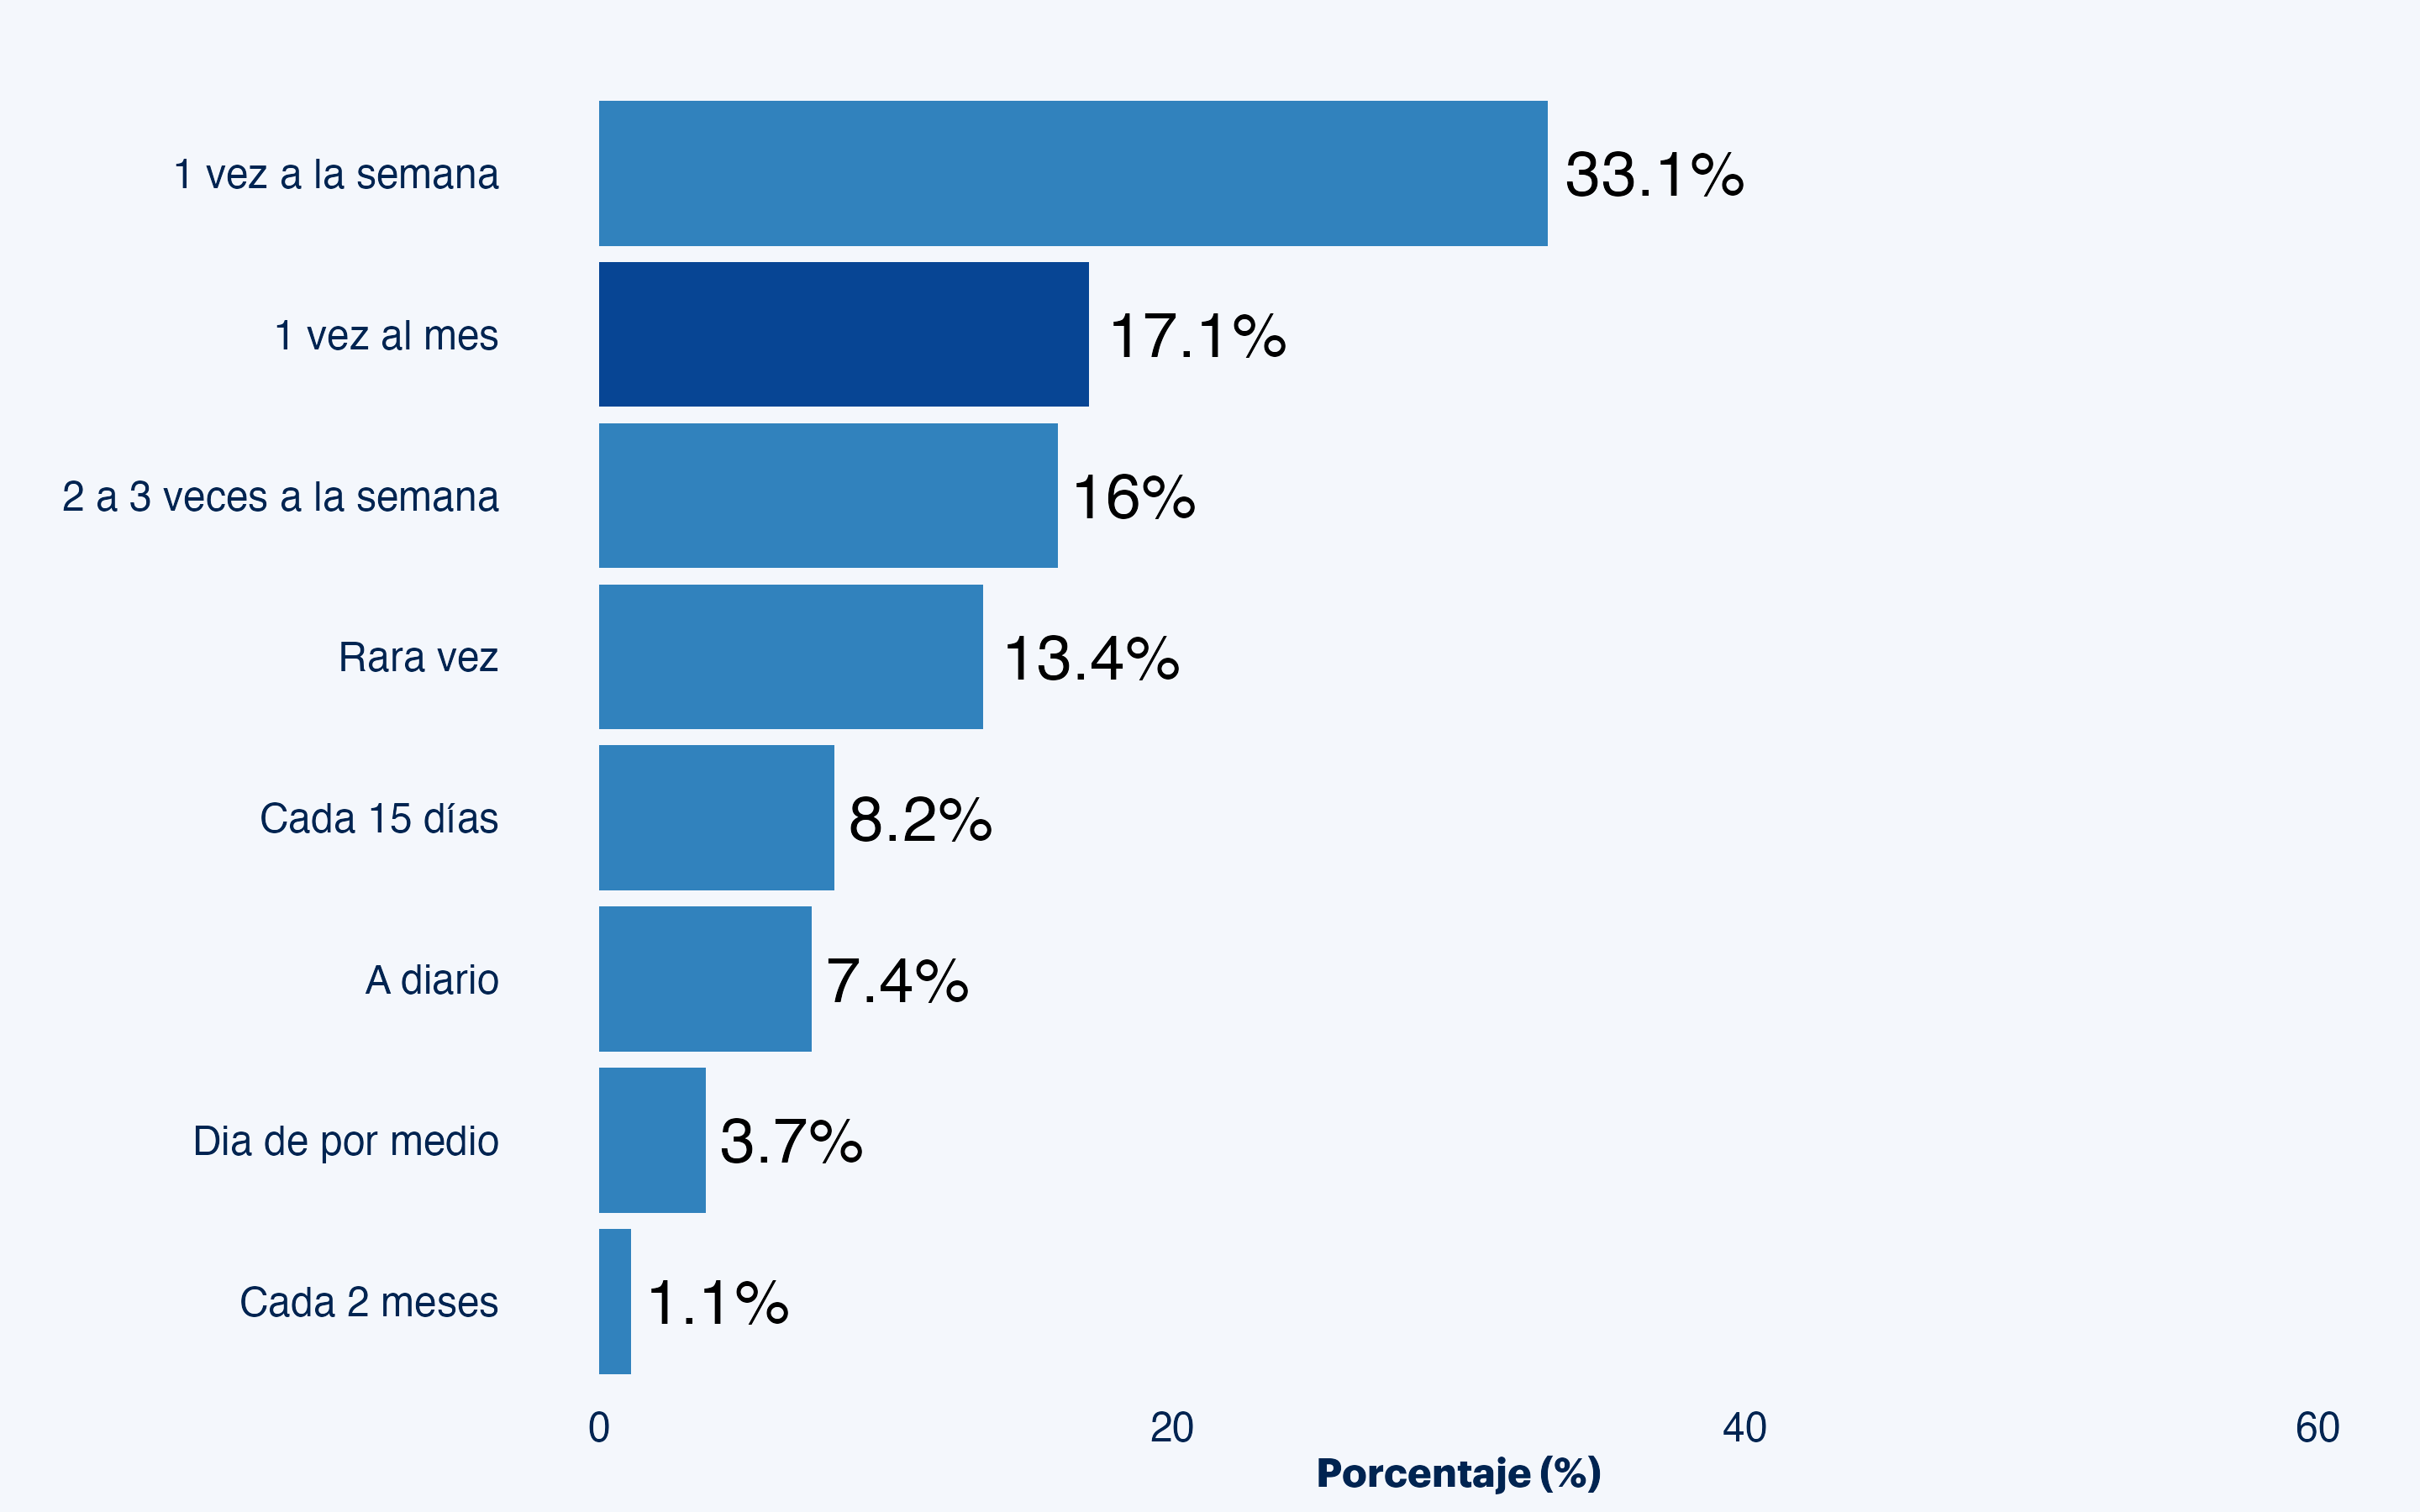 1 vez a la semana 33.1%
1 vez al mes 17.1%
2 a 3 veces a la semana 16%
Rara vez 13.4%
Cada 15 días 8.2%
A diario 7.4%
Dia de por medio 3.7%
Cada 2 meses 1.1%
0 20 40 60
Porcentaje (%)